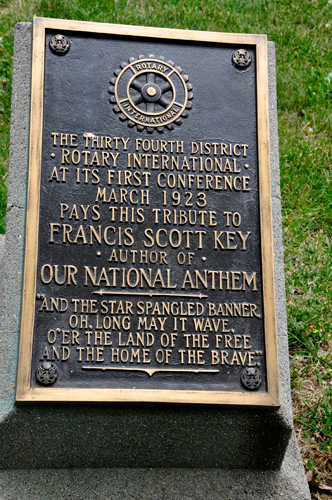 ROTARY
INTERNATIONAL
THE THIRTY FOURTH DISTRICT
· ROTARY INTERNATIONAL ·
AT ITS FIRST CONFERENCE
MARCH 1923
PAYS THIS TRIBUTE TO
FRANCIS SCOTT KEY
· AUTHOR OF ·
OUR NATIONAL ANTHEM
"AND THE STAR SPANGLED BANNER,
OH, LONG MAY IT WAVE,
O'ER THE LAND OF THE FREE
AND THE HOME OF THE BRAVE"